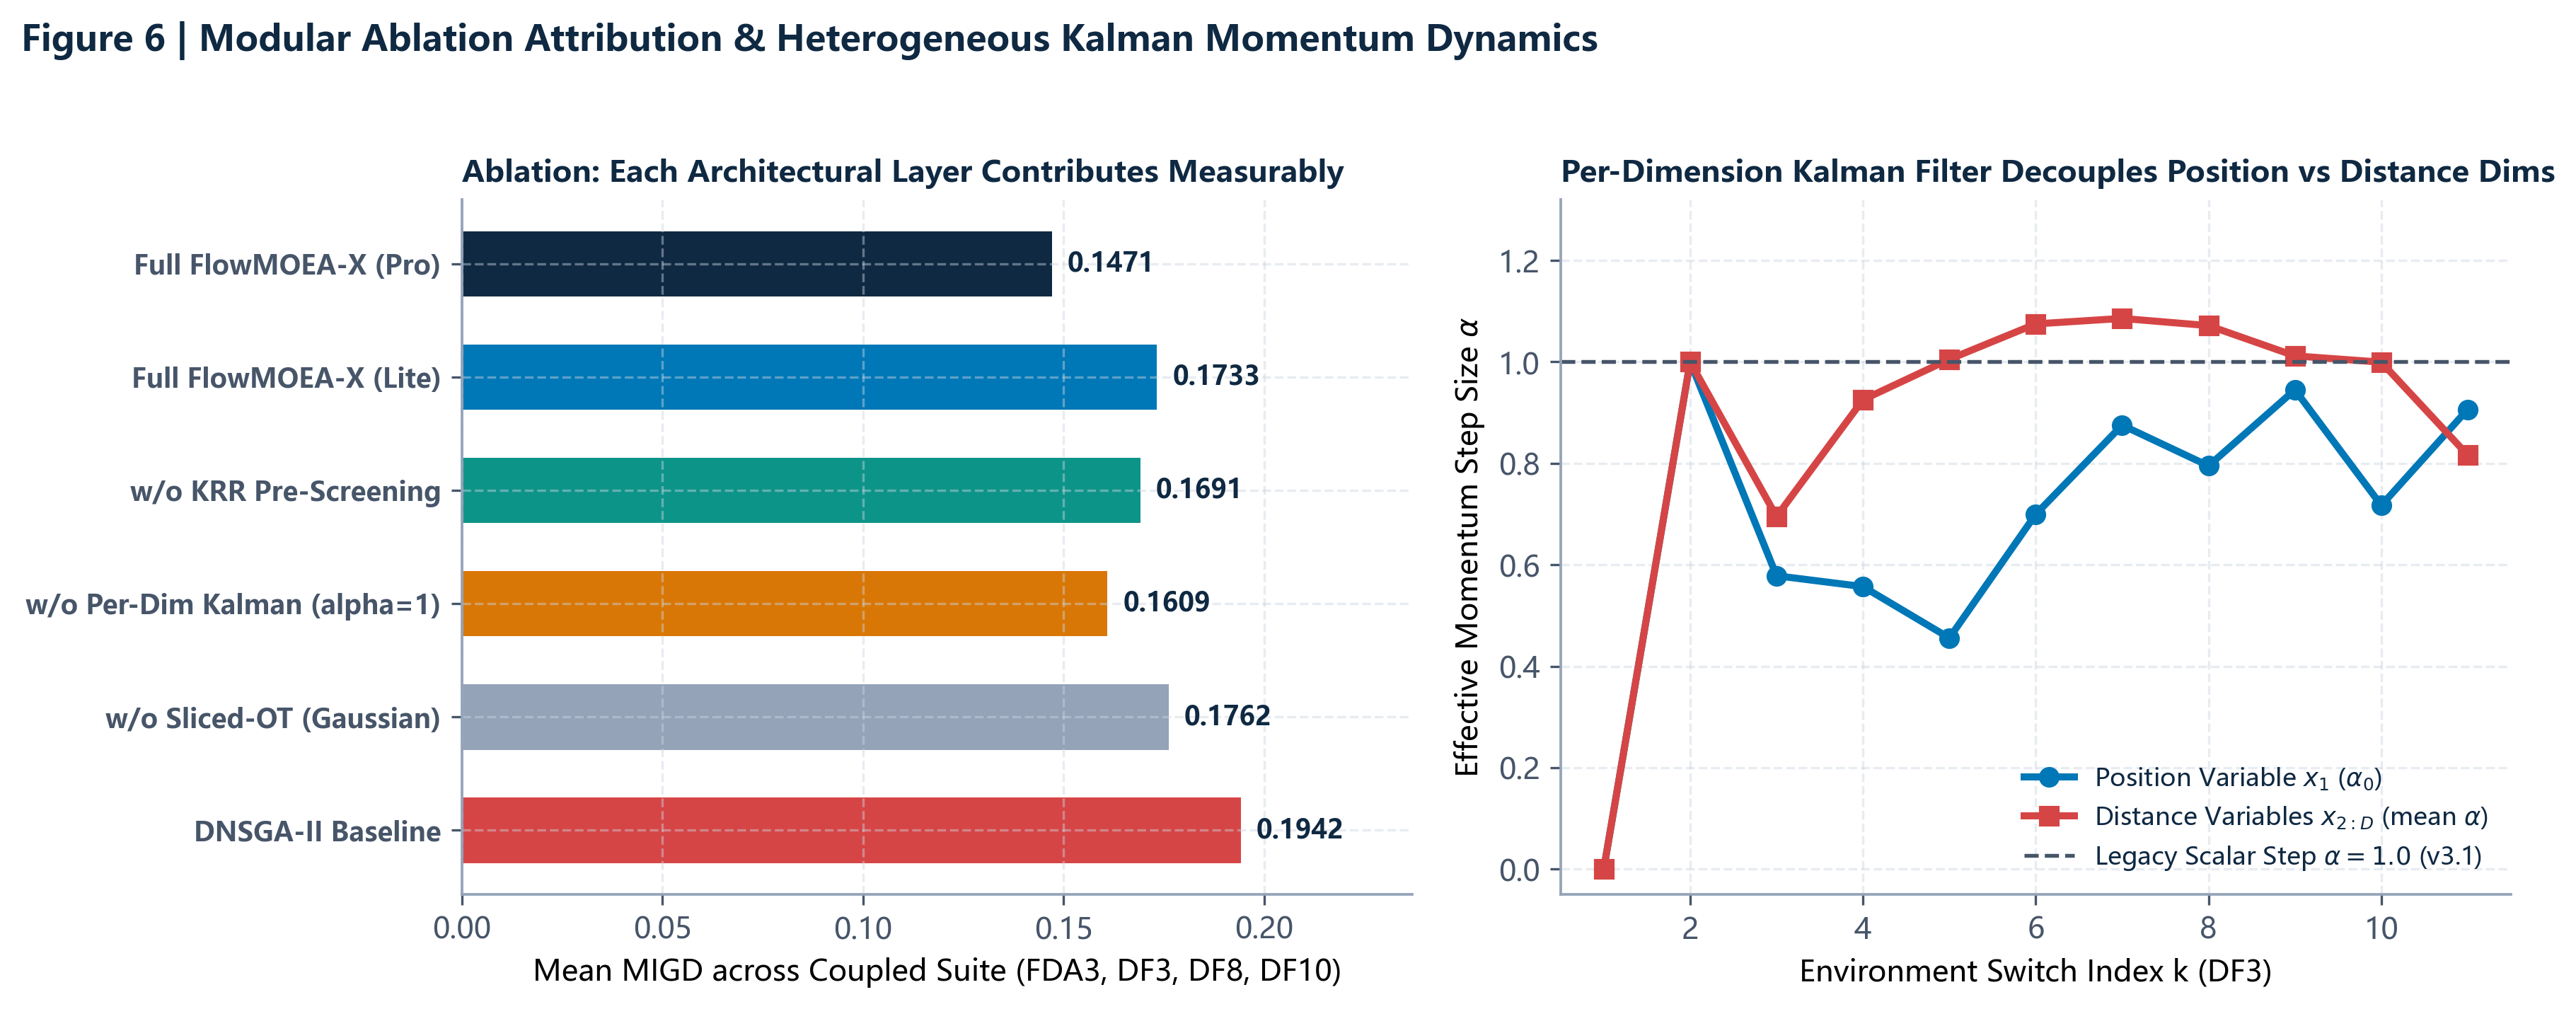 Figure 6 | Modular Ablation Attribution & Heterogeneous Kalman Momentum Dynamics
Ablation: Each Architectural Layer Contributes Measurably
Full FlowMOEA-X (Pro)
0.1471
Full FlowMOEA-X (Lite)
0.1733
w/o KRR Pre-Screening
0.1691
w/o Per-Dim Kalman (alpha=1)
0.1609
w/o Sliced-OT (Gaussian)
0.1762
DNSGA-II Baseline
0.1942
0.00 0.05 0.10 0.15 0.20
Mean MIGD across Coupled Suite (FDA3, DF3, DF8, DF10)
Per-Dimension Kalman Filter Decouples Position vs Distance Dims
Effective Momentum Step Size α
1.2
1.0
0.8
0.6
0.4
0.2
0.0
Position Variable x₁ (α₀)
Distance Variables x₂:D (mean α)
Legacy Scalar Step α = 1.0 (v3.1)
2 4 6 8 10
Environment Switch Index k (DF3)